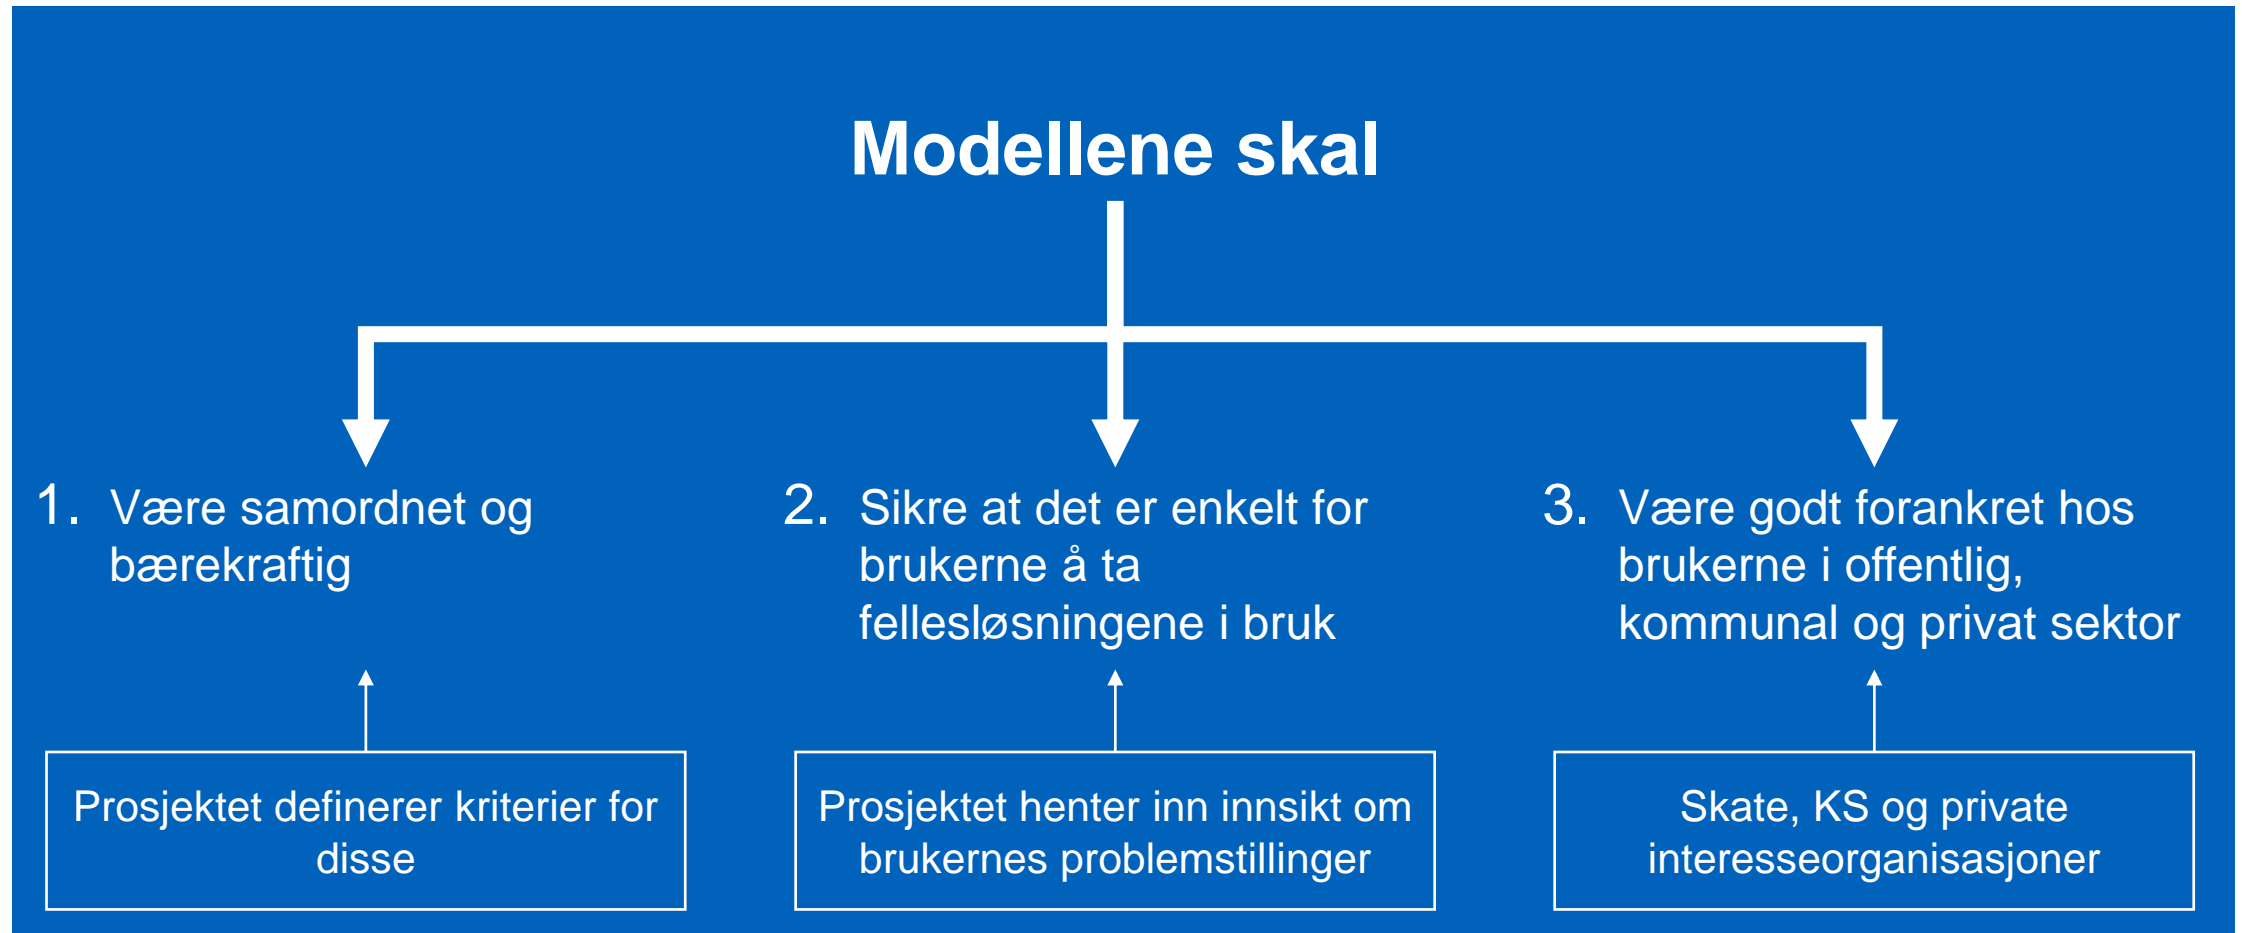 Modellene skal
1. Være samordnet og
bærekraftig
2. Sikre at det er enkelt for
brukerne å ta
fellesløsningene i bruk
3. Være godt forankret hos
brukerne i offentlig,
kommunal og privat sektor
Prosjektet definerer kriterier for
disse
Prosjektet henter inn innsikt om
brukernes problemstillinger
Skate, KS og private
interesseorganisasjoner